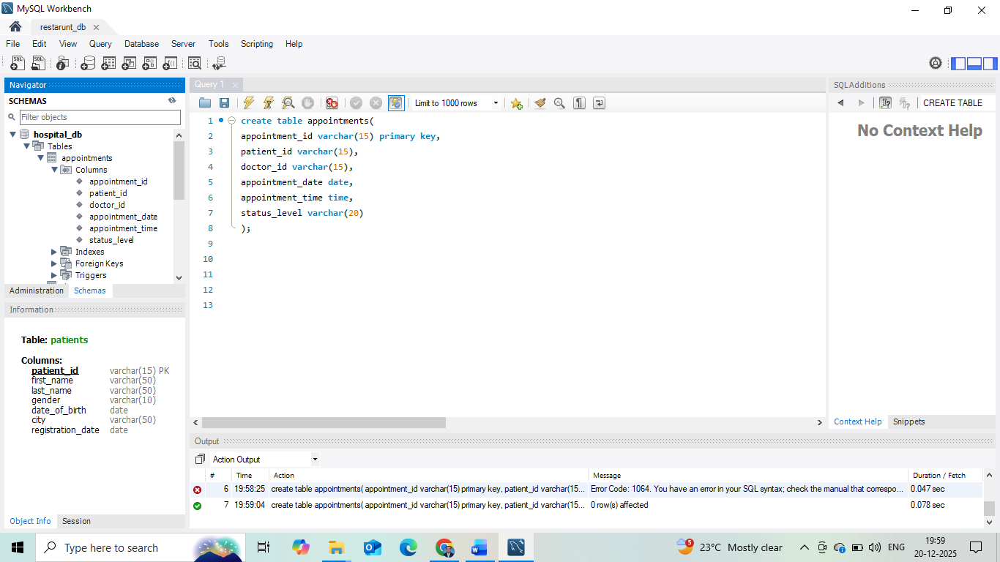 MySQL Workbench
restarunt_db
File Edit View Query Database Server Tools Scripting Help
Navigator
SCHEMAS
Filter objects
hospital_db
Tables
appointments
Columns
appointment_id
patient_id
doctor_id
appointment_date
appointment_time
status_level
Indexes
Foreign Keys
Triggers
Administration Schemas
Information
Table: patients
Columns:
patient_id varchar(15) PK
first_name varchar(50)
last_name varchar(50)
gender varchar(10)
date_of_birth date
city varchar(50)
registration_date date
Object Info Session
Query 1
Limit to 1000 rows
1 create table appointments(
2 appointment_id varchar(15) primary key,
3 patient_id varchar(15),
4 doctor_id varchar(15),
5 appointment_date date,
6 appointment_time time,
7 status_level varchar(20)
8 );
9
10
11
12
13
SQLAdditions
CREATE TABLE
No Context Help
Context Help Snippets
Output
Action Output
# Time Action Message Duration / Fetch
6 19:58:25 create table appointments( appointment_id varchar(15) primary key, patient_id varchar(15... Error Code: 1064. You have an error in your SQL syntax; check the manual that correspo... 0.047 sec
7 19:59:04 create table appointments( appointment_id varchar(15) primary key, patient_id varchar(15... 0 row(s) affected 0.078 sec
Type here to search
5
23°C Mostly clear
ENG
19:59
20-12-2025